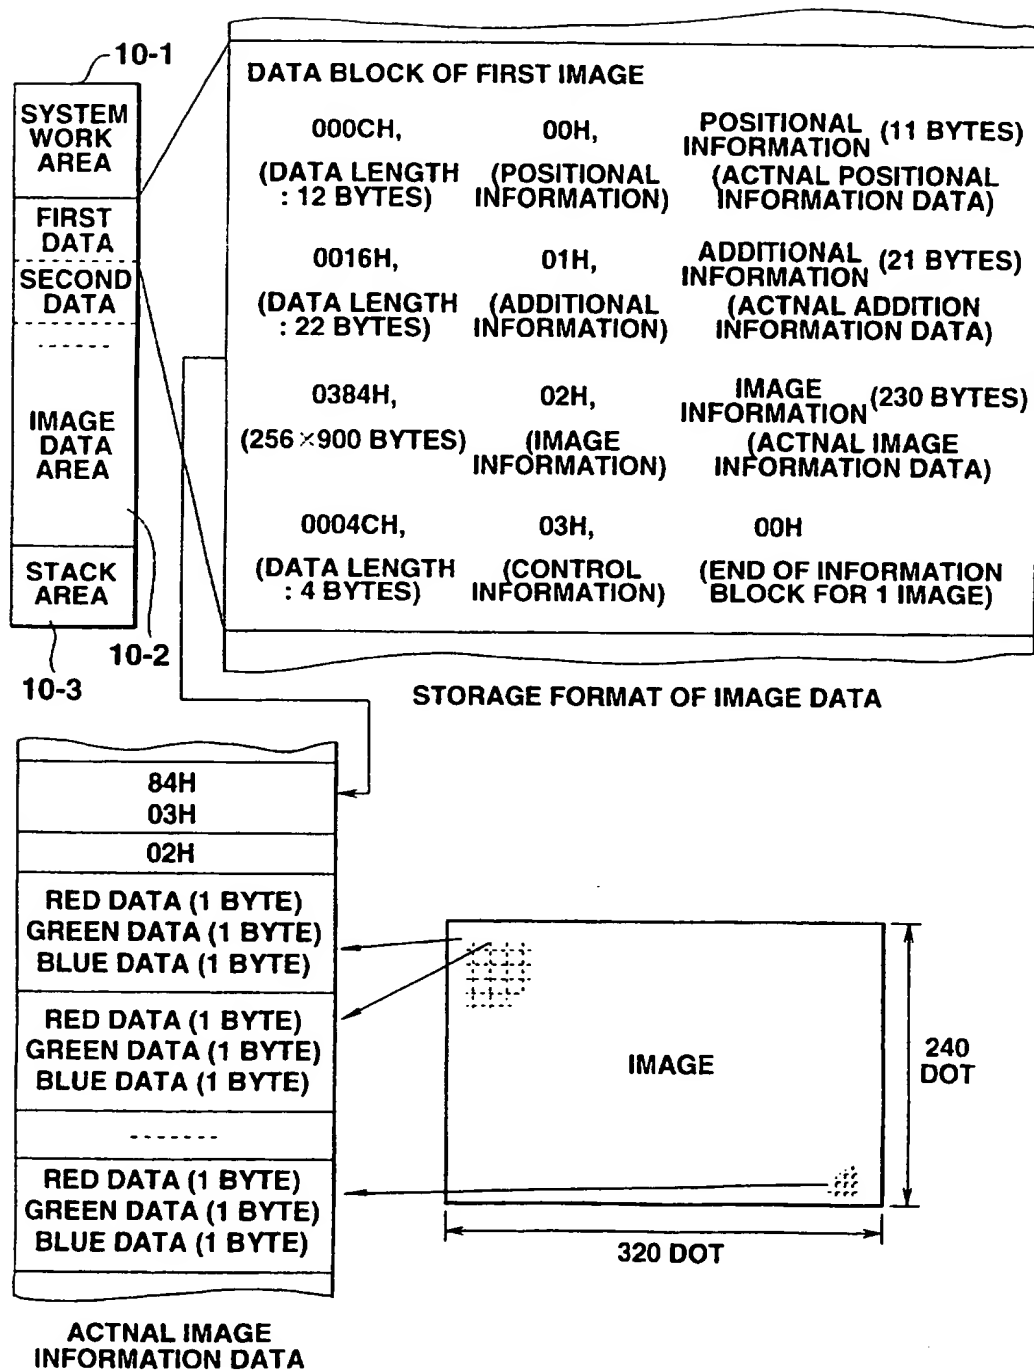 10-1
SYSTEM
WORK
AREA
FIRST
DATA
SECOND
DATA
IMAGE
DATA
AREA
STACK
AREA
10-2
10-3
DATA BLOCK OF FIRST IMAGE
000CH, 00H, POSITIONAL INFORMATION (11 BYTES)
(DATA LENGTH : 12 BYTES) (POSITIONAL INFORMATION) (ACTNAL POSITIONAL INFORMATION DATA)
0016H, 01H, ADDITIONAL INFORMATION (21 BYTES)
(DATA LENGTH : 22 BYTES) (ADDITIONAL INFORMATION) (ACTNAL ADDITION INFORMATION DATA)
0384H, 02H, IMAGE INFORMATION (230 BYTES)
(256×900 BYTES) (IMAGE INFORMATION) (ACTNAL IMAGE INFORMATION DATA)
0004CH, 03H, 00H
(DATA LENGTH : 4 BYTES) (CONTROL INFORMATION) (END OF INFORMATION BLOCK FOR 1 IMAGE)
STORAGE FORMAT OF IMAGE DATA
84H
03H
02H
RED DATA (1 BYTE)
GREEN DATA (1 BYTE)
BLUE DATA (1 BYTE)
RED DATA (1 BYTE)
GREEN DATA (1 BYTE)
BLUE DATA (1 BYTE)
RED DATA (1 BYTE)
GREEN DATA (1 BYTE)
BLUE DATA (1 BYTE)
ACTNAL IMAGE
INFORMATION DATA
IMAGE
240
DOT
320 DOT